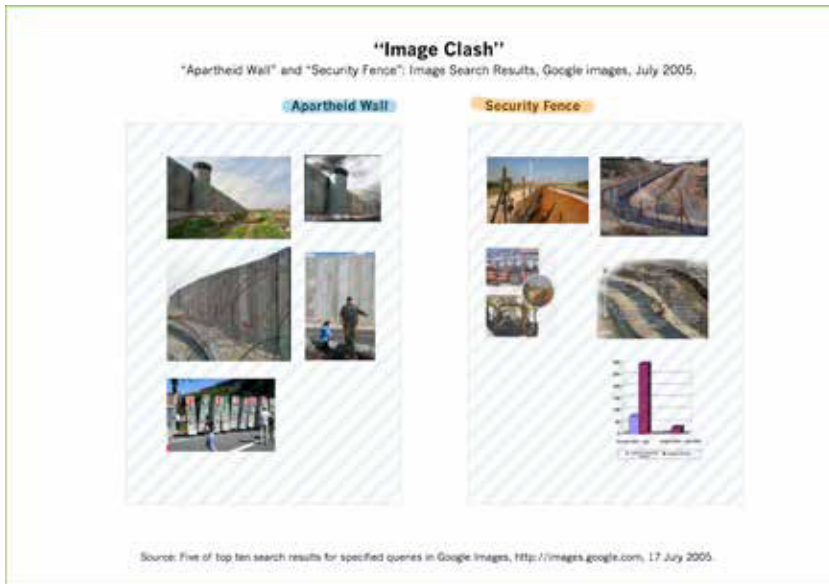 “Image Clash”
“Apartheid Wall” and “Security Fence”: Image Search Results, Google images, July 2005.
Apartheid Wall
Security Fence
Source: Five of top ten search results for specified queries in Google Images, http://images.google.com, 17 Jury 2005.